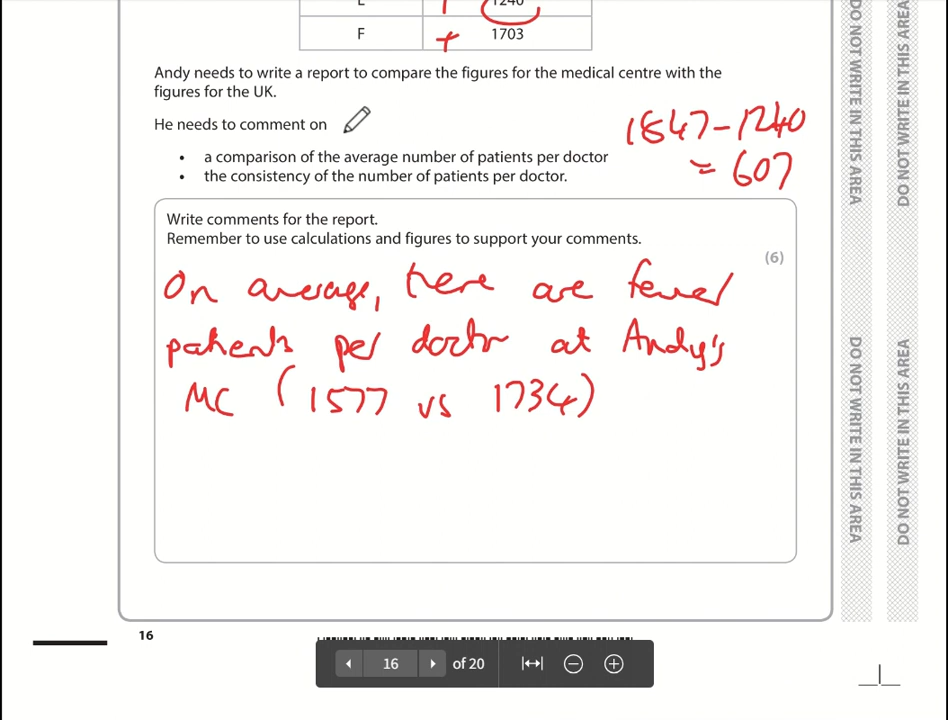 1240
F + 1703
Andy needs to write a report to compare the figures for the medical centre with the
figures for the UK.
He needs to comment on
• a comparison of the average number of patients per doctor
• the consistency of the number of patients per doctor.
1847-1240
= 607
Write comments for the report.
Remember to use calculations and figures to support your comments.
(6)
On average, there are fewer
patients per doctor at Andy's
MC (1577 vs 1734)
16
16 of 20
DO NOT WRITE IN THIS AREA
DO NOT WRITE IN THIS AREA
DO NOT WRITE IN THIS AREA
DO NOT WRITE IN THIS AREA